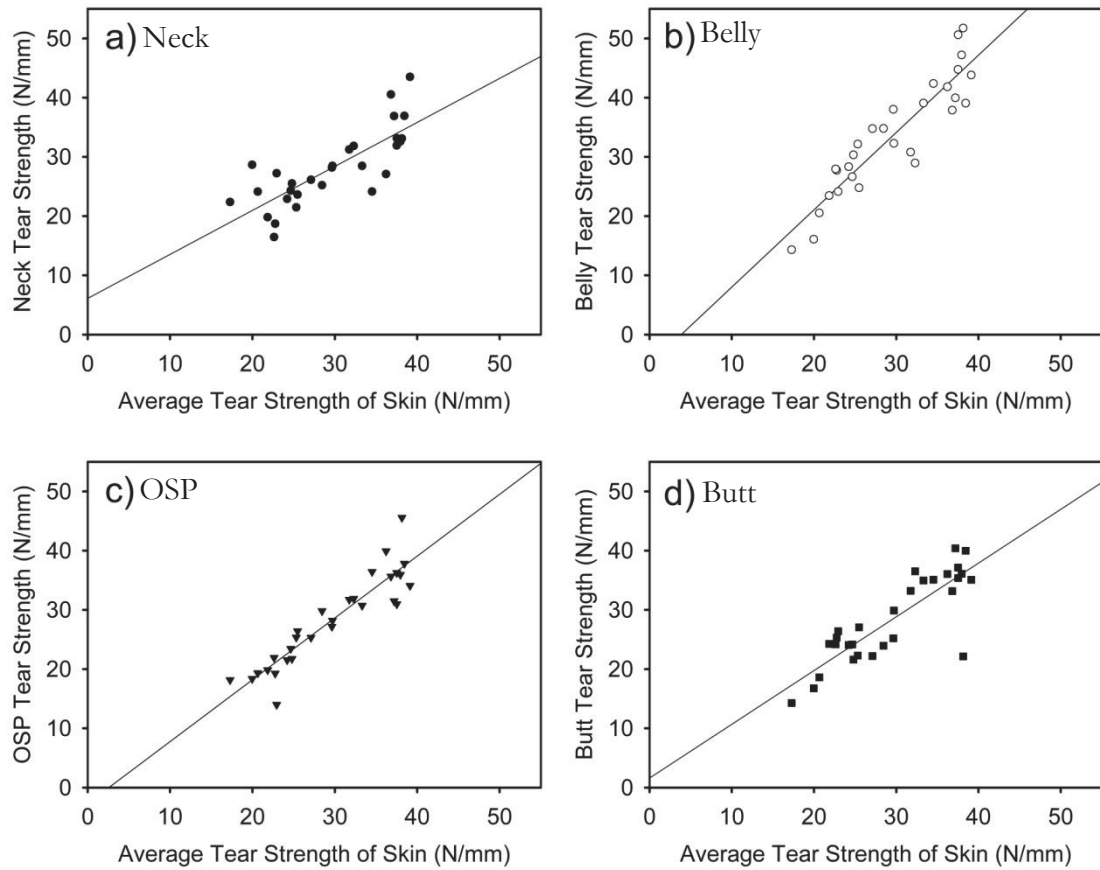 a) Neck
Neck Tear Strength (N/mm)
50
40
30
20
10
0
0 10 20 30 40 50
Average Tear Strength of Skin (N/mm)
b) Belly
Belly Tear Strength (N/mm)
50
40
30
20
10
0
0 10 20 30 40 50
Average Tear Strength of Skin (N/mm)
c) OSP
OSP Tear Strength (N/mm)
50
40
30
20
10
0
0 10 20 30 40 50
Average Tear Strength of Skin (N/mm)
d) Butt
Butt Tear Strength (N/mm)
50
40
30
20
10
0
0 10 20 30 40 50
Average Tear Strength of Skin (N/mm)